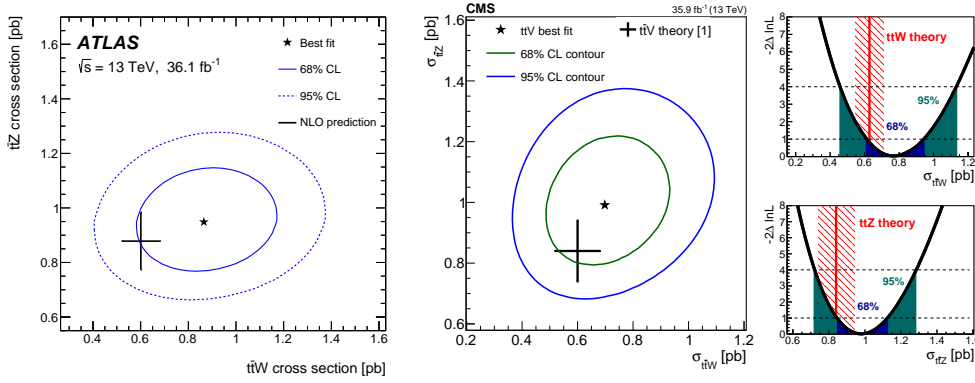 ATLAS
√s = 13 TeV, 36.1 fb⁻¹
★ Best fit
68% CL
95% CL
NLO prediction
tt̄Z cross section [pb]
1.6
1.4
1.2
1
0.8
0.6
0.4 0.6 0.8 1 1.2 1.4 1.6
tt̄W cross section [pb]
CMS 35.9 fb⁻¹ (13 TeV)
★ ttV best fit
tt̄V theory [1]
68% CL contour
95% CL contour
σtt̄Z [pb]
1.6
1.4
1.2
1
0.8
0.6
0.2 0.4 0.6 0.8 1 1.2
σtt̄W [pb]
-2Δ lnL
8
7
6
5
4
3
2
1
0
ttW theory
95%
68%
0.2 0.4 0.6 0.8 1 1.2
σtt̄W [pb]
-2Δ lnL
8
7
6
5
4
3
2
1
0
ttZ theory
95%
68%
0.6 0.8 1 1.2 1.4 1.6
σtt̄Z [pb]